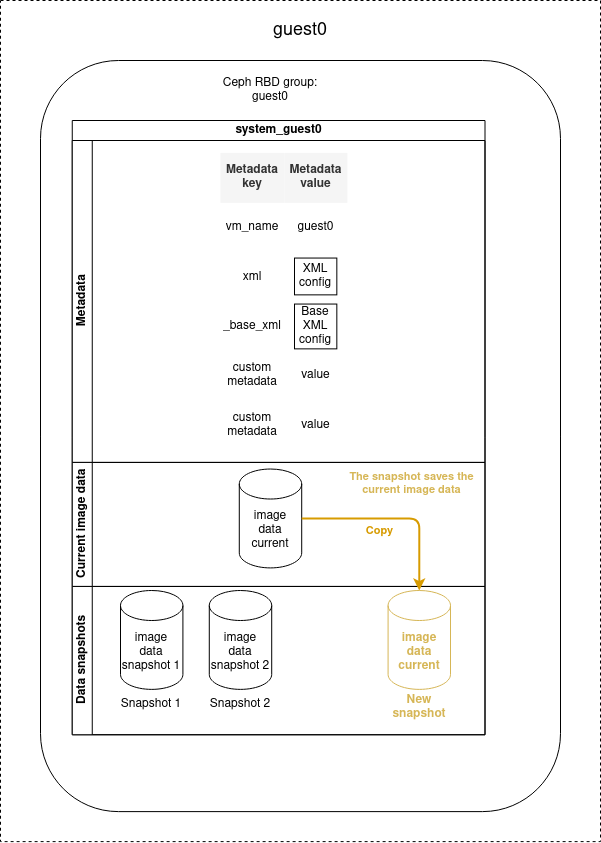 guest0
Ceph RBD group:
guest0
system_guest0
Metadata
Metadata
key
Metadata
value
vm_name
guest0
xml
XML
config
_base_xml
Base
XML
config
custom
metadata
value
custom
metadata
value
Current image data
image
data
current
The snapshot saves the
current image data
Copy
Data snapshots
image
data
snapshot 1
Snapshot 1
image
data
snapshot 2
Snapshot 2
image
data
current
New
snapshot